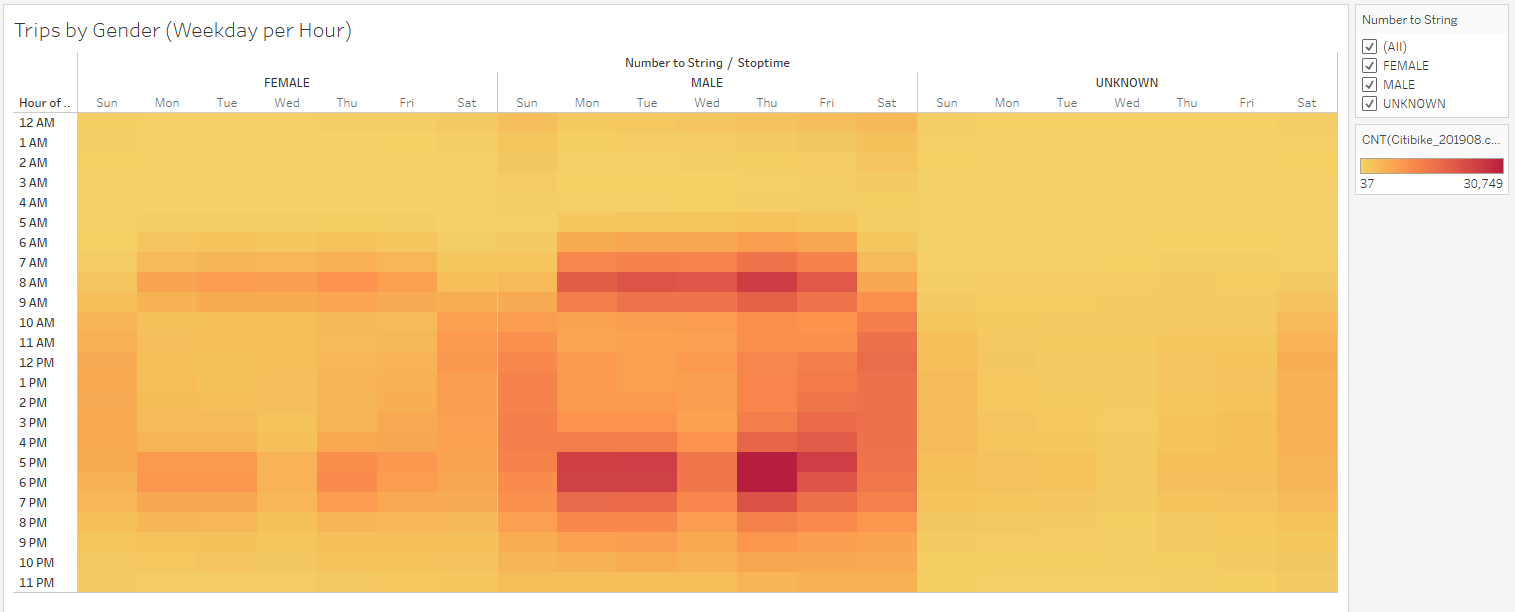 Trips by Gender (Weekday per Hour)
Number to String / Stoptime
FEMALE MALE UNKNOWN
Hour of .. Sun Mon Tue Wed Thu Fri Sat Sun Mon Tue Wed Thu Fri Sat Sun Mon Tue Wed Thu Fri Sat
12 AM
1 AM
2 AM
3 AM
4 AM
5 AM
6 AM
7 AM
8 AM
9 AM
10 AM
11 AM
12 PM
1 PM
2 PM
3 PM
4 PM
5 PM
6 PM
7 PM
8 PM
9 PM
10 PM
11 PM
Number to String
(All)
FEMALE
MALE
UNKNOWN
CNT(Citibike_201908.c...
37 30,749